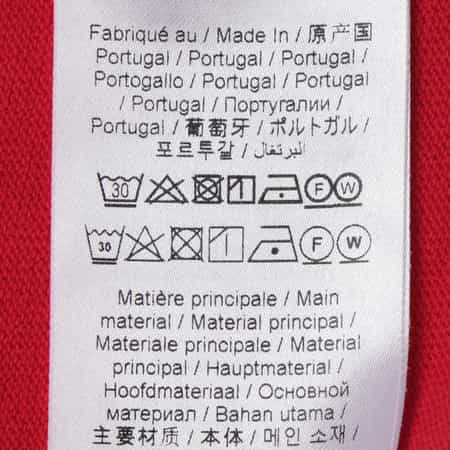 Fabriqué au / Made In / 原产国
Portugal / Portugal / Portugal /
Portogallo / Portugal / Portugal
/ Portugal / Португалии /
Portugal / 葡萄牙 / ポルトガル /
포르투갈 / البرتغال /
30 F W
30 F W
Matière principale / Main
material / Material principal /
Materiale principale / Material
principal / Hauptmaterial /
Hoofdmateriaal / Основной
материал / Bahan utama /
主要材质 / 本体 / 메인 소재 /